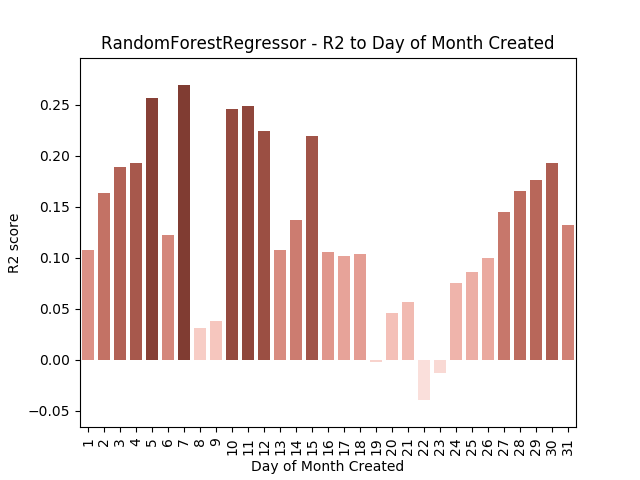 RandomForestRegressor - R2 to Day of Month Created
R2 score
0.25
0.20
0.15
0.10
0.05
0.00
−0.05
1 2 3 4 5 6 7 8 9 10 11 12 13 14 15 16 17 18 19 20 21 22 23 24 25 26 27 28 29 30 31
Day of Month Created